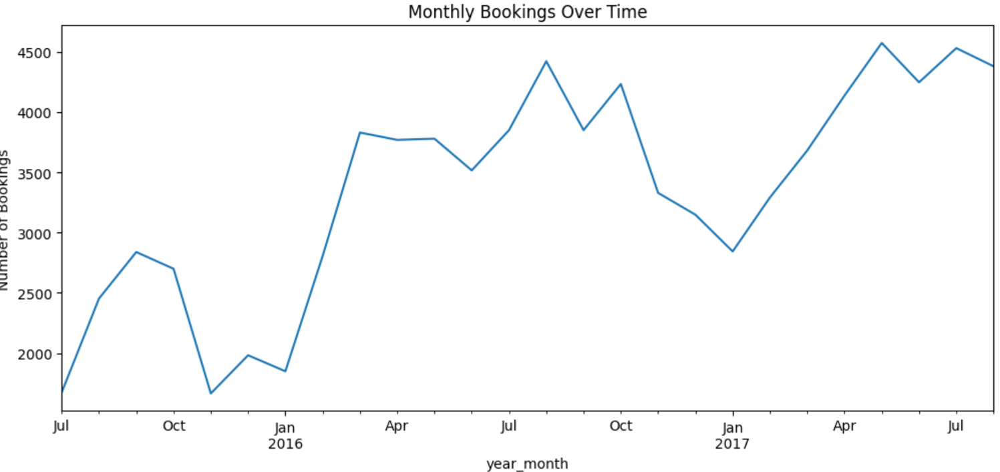 Monthly Bookings Over Time
4500
4000
3500
3000
2500
2000
Number of Bookings
Jul Oct Jan Apr Jul Oct Jan Apr Jul
2016 2017
year_month